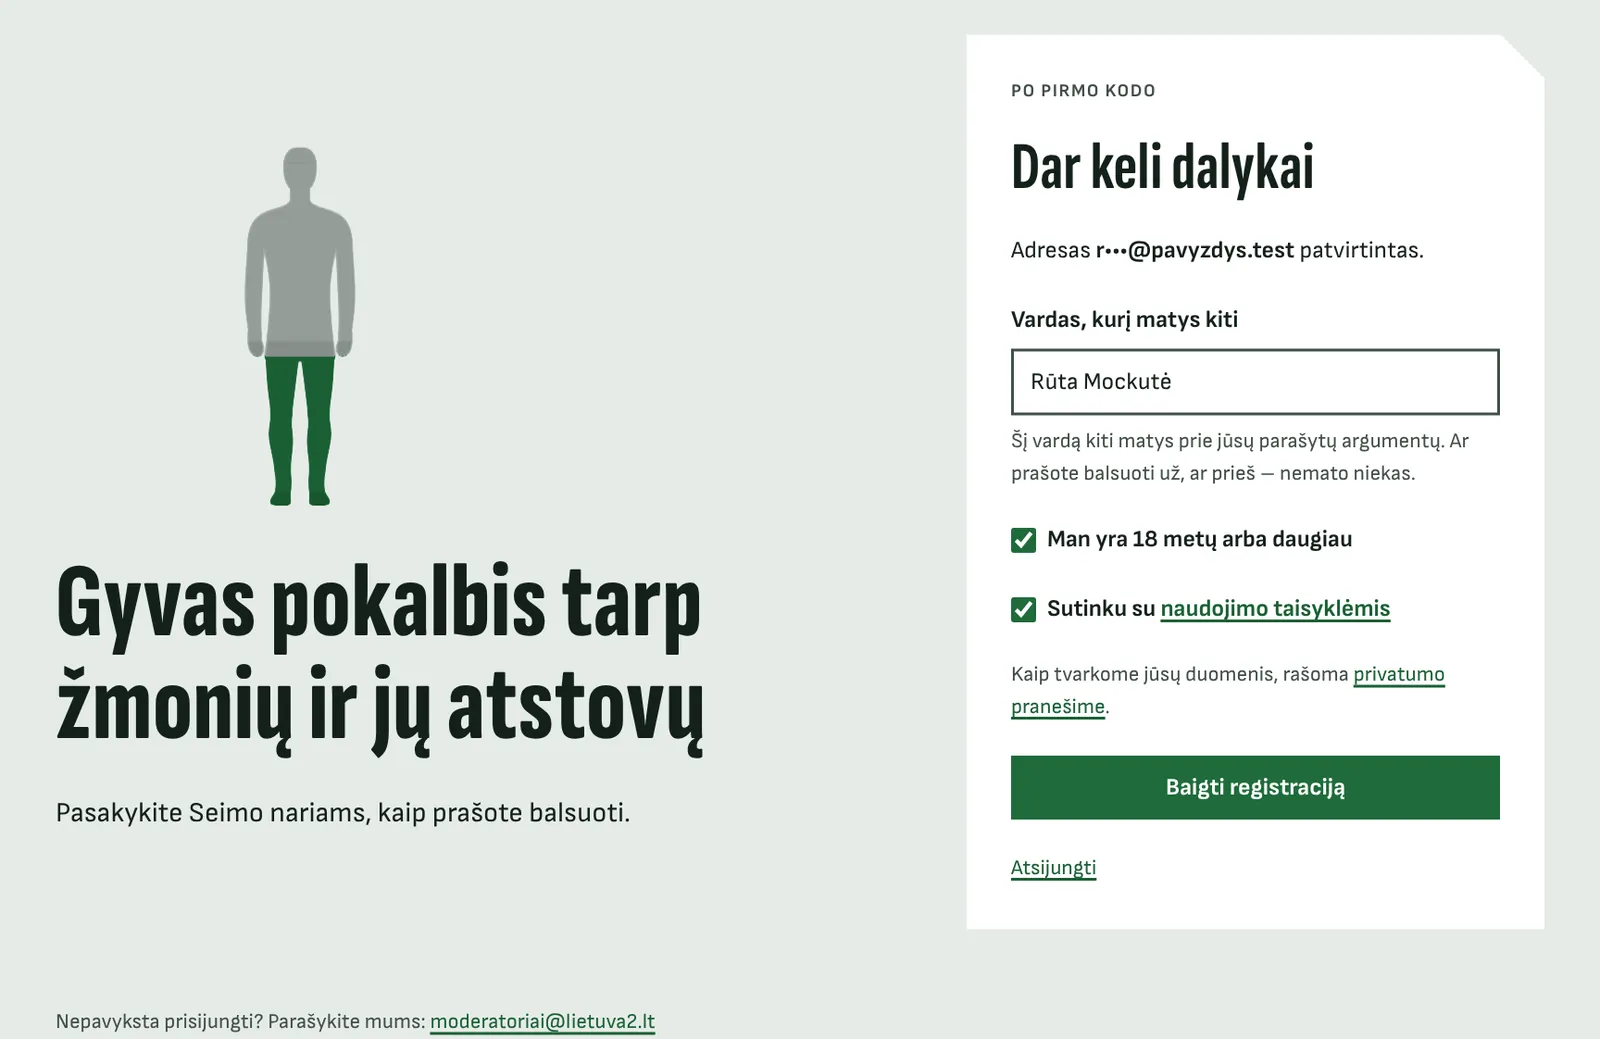 Gyvas pokalbis tarp
žmonių ir jų atstovų
Pasakykite Seimo nariams, kaip prašote balsuoti.
PO PIRMO KODO
Dar keli dalykai
Adresas r•••@pavyzdys.test patvirtintas.
Vardas, kurį matys kiti
Rūta Mockutė
Šį vardą kiti matys prie jūsų parašytų argumentų. Ar
prašote balsuoti už, ar prieš – nemato niekas.
Man yra 18 metų arba daugiau
Sutinku su naudojimo taisyklėmis
Kaip tvarkome jūsų duomenis, rašoma privatumo
pranešime.
Baigti registraciją
Atsijungti
Nepavyksta prisijungti? Parašykite mums: moderatoriai@lietuva2.lt